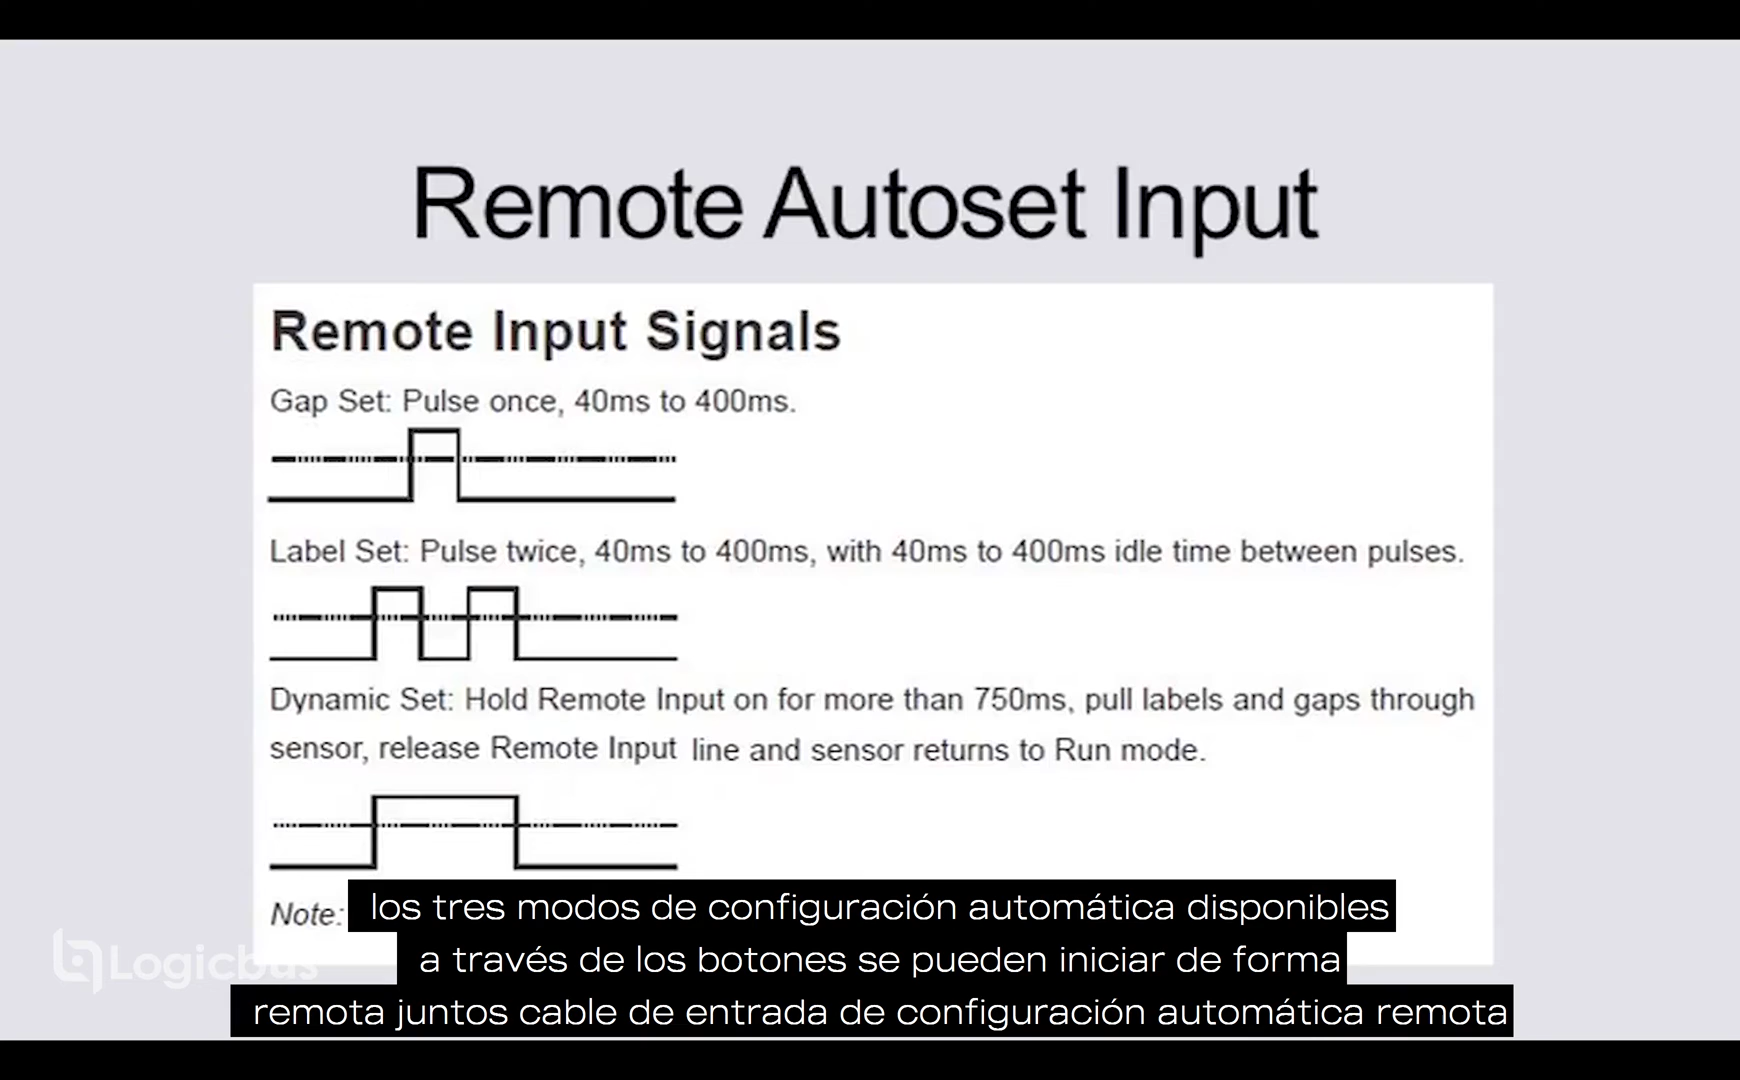 Remote Autoset Input
Remote Input Signals
Gap Set: Pulse once, 40ms to 400ms.
Label Set: Pulse twice, 40ms to 400ms, with 40ms to 400ms idle time between pulses.
Dynamic Set: Hold Remote Input on for more than 750ms, pull labels and gaps through
sensor, release Remote Input line and sensor returns to Run mode.
Note:
los tres modos de configuración automática disponibles
a través de los botones se pueden iniciar de forma
Logicbus
remota juntos cable de entrada de configuración automática remota